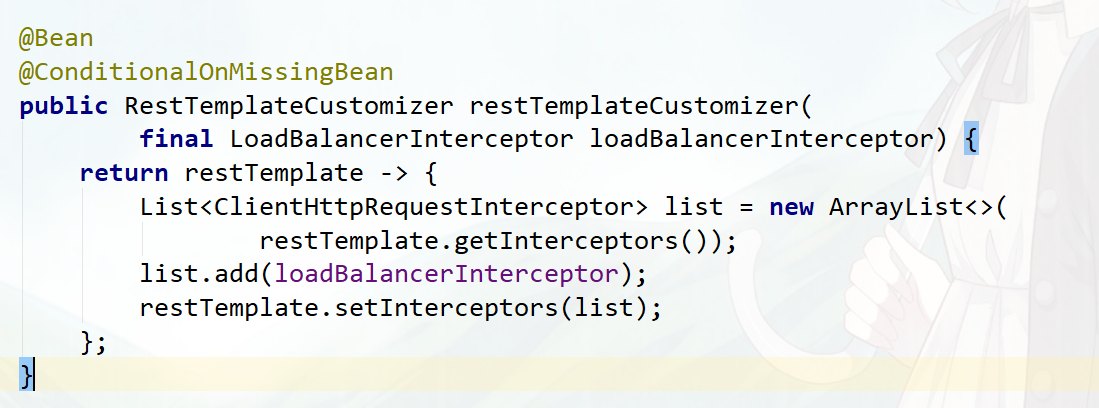 @Bean
@ConditionalOnMissingBean
public RestTemplateCustomizer restTemplateCustomizer(
        final LoadBalancerInterceptor loadBalancerInterceptor) {
    return restTemplate -> {
        List<ClientHttpRequestInterceptor> list = new ArrayList<>(
                restTemplate.getInterceptors());
        list.add(loadBalancerInterceptor);
        restTemplate.setInterceptors(list);
    };
}